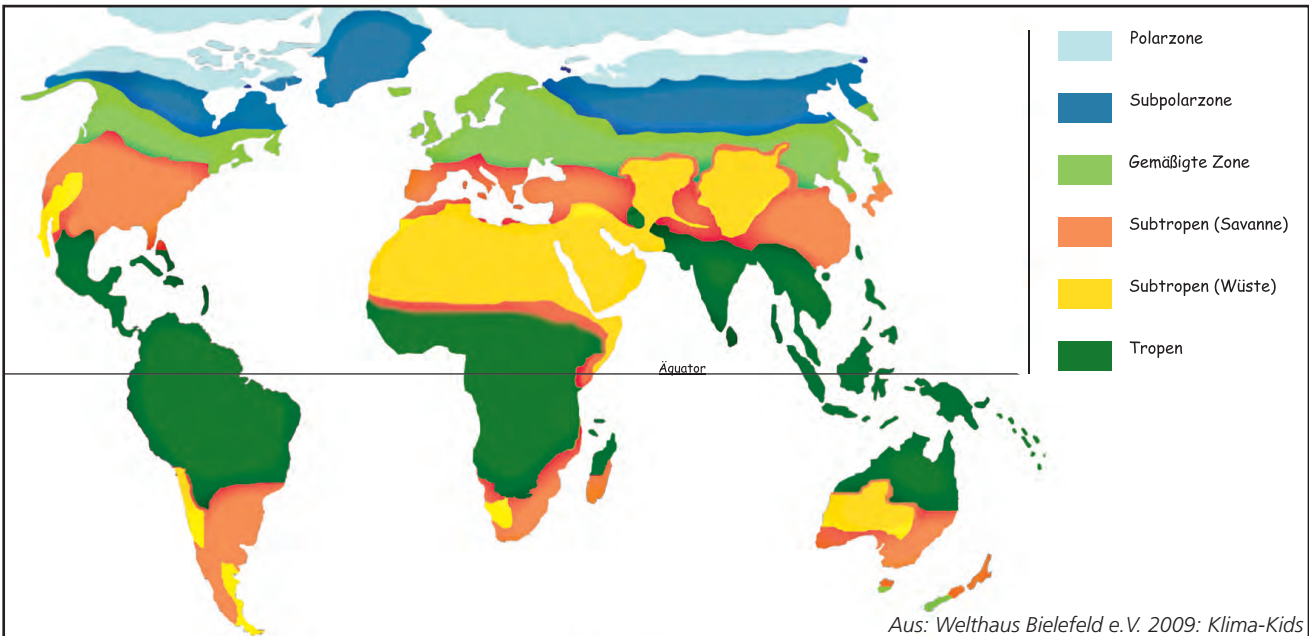 Polarzone
Subpolarzone
Gemäßigte Zone
Subtropen (Savanne)
Subtropen (Wüste)
Tropen
Äquator
Aus: Welthaus Bielefeld e.V. 2009: Klima-Kids